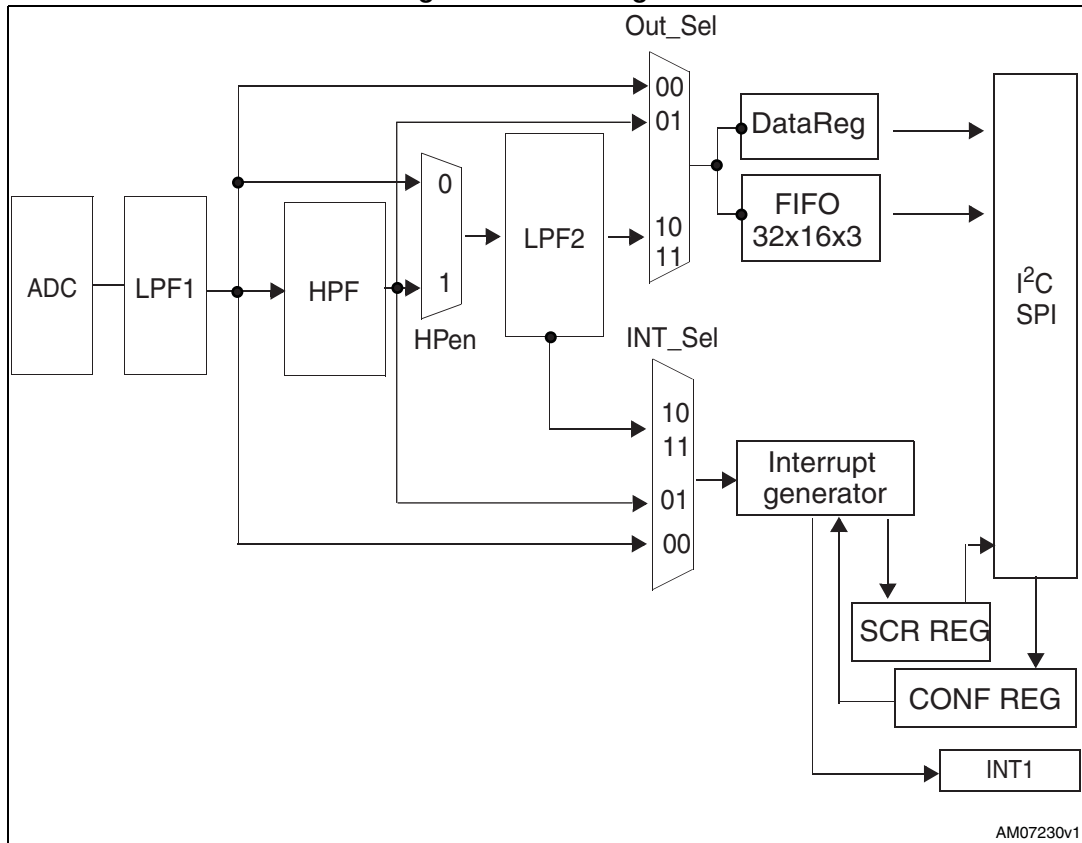 Out_Sel
00
01
10
11
DataReg
FIFO
32x16x3
I²C
SPI
ADC
LPF1
HPF
0
1
HPen
LPF2
INT_Sel
10
11
01
00
Interrupt
generator
SCR REG
CONF REG
INT1
AM07230v1